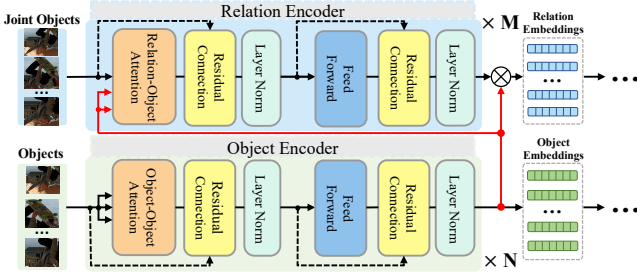 Joint Objects
Relation Encoder
× M
Relation
Embeddings
Relation-Object
Attention
Residual
Connection
Layer Norm
Feed
Forward
Residual
Connection
Layer Norm
...
...
...
Objects
Object Encoder
Object
Embeddings
Object-Object
Attention
Residual
Connection
Layer Norm
Feed
Forward
Residual
Connection
Layer Norm
...
...
...
× N